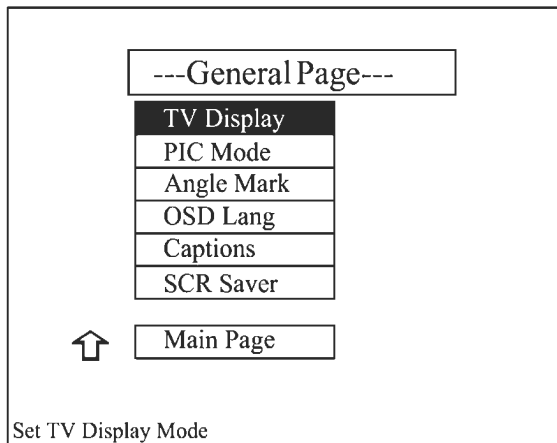 ---General Page---
TV Display
PIC Mode
Angle Mark
OSD Lang
Captions
SCR Saver
Main Page
Set TV Display Mode